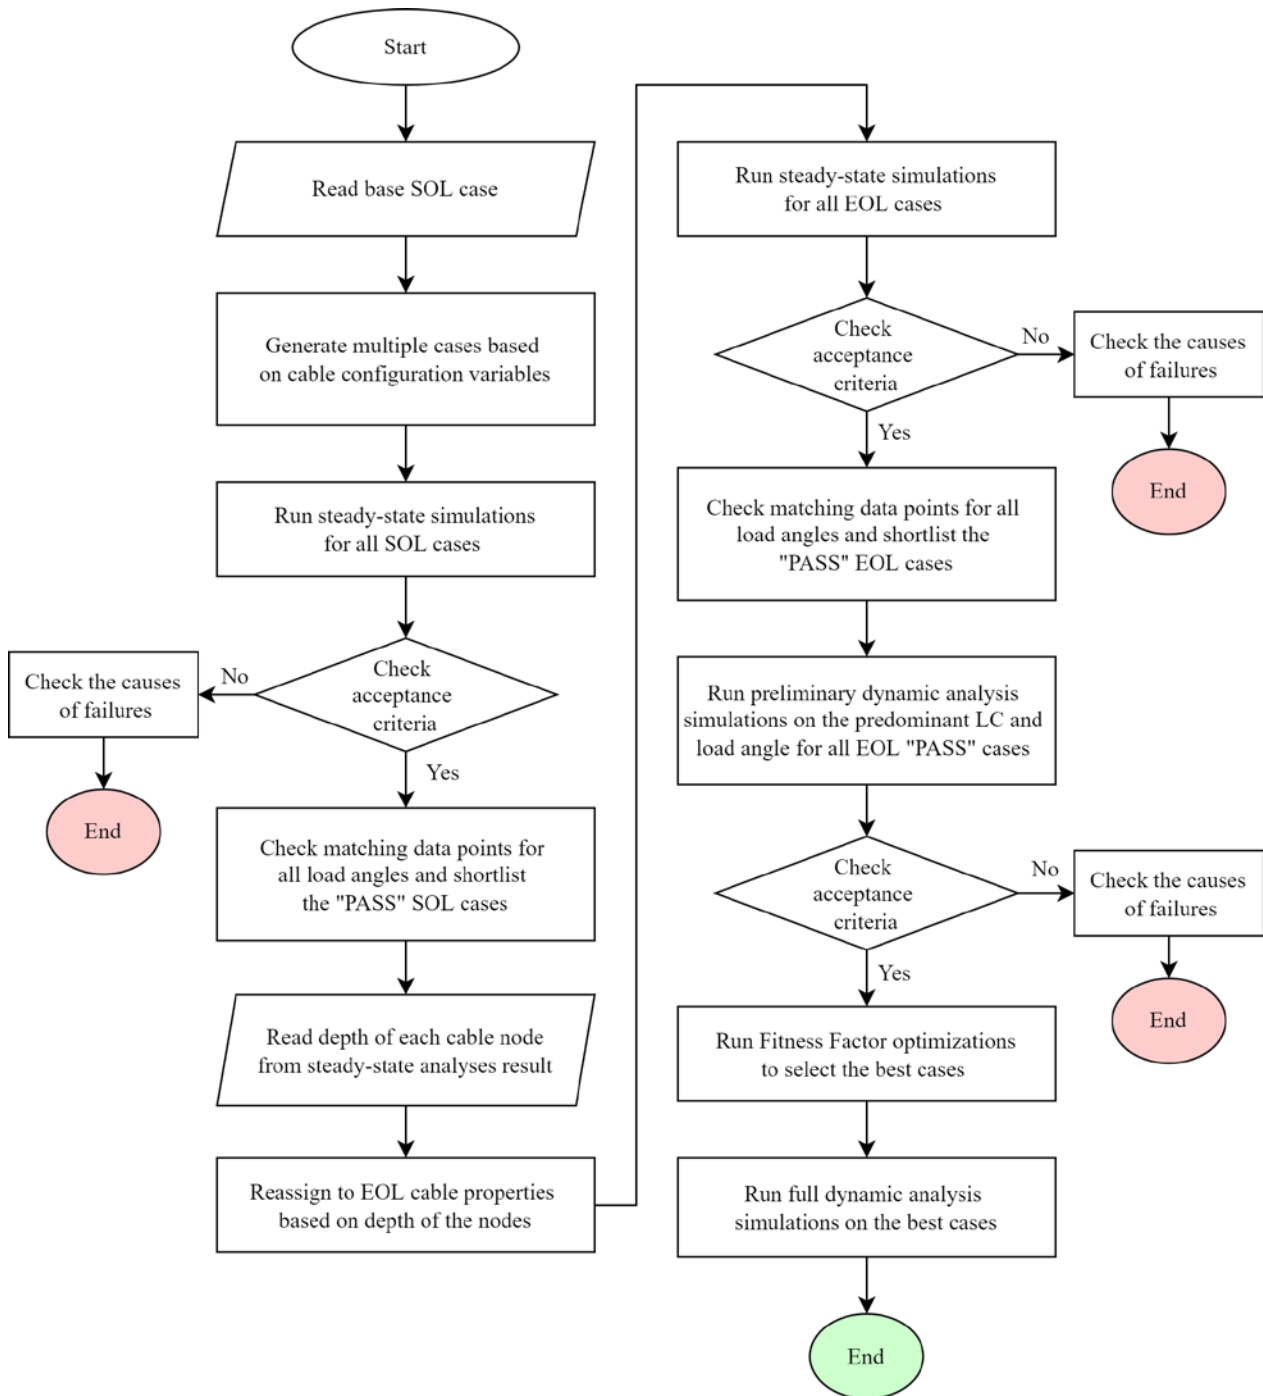 Start
Read base SOL case
Generate multiple cases based
on cable configuration variables
Run steady-state simulations
for all SOL cases
Check
acceptance
criteria
No
Check the causes
of failures
End
Yes
Check matching data points for
all load angles and shortlist
the "PASS" SOL cases
Read depth of each cable node
from steady-state analyses result
Reassign to EOL cable properties
based on depth of the nodes
Run steady-state simulations
for all EOL cases
Check
acceptance
criteria
No
Check the causes
of failures
End
Yes
Check matching data points for all
load angles and shortlist the
"PASS" EOL cases
Run preliminary dynamic analysis
simulations on the predominant LC and
load angle for all EOL "PASS" cases
Check
acceptance
criteria
No
Check the causes
of failures
End
Yes
Run Fitness Factor optimizations
to select the best cases
Run full dynamic analysis
simulations on the best cases
End